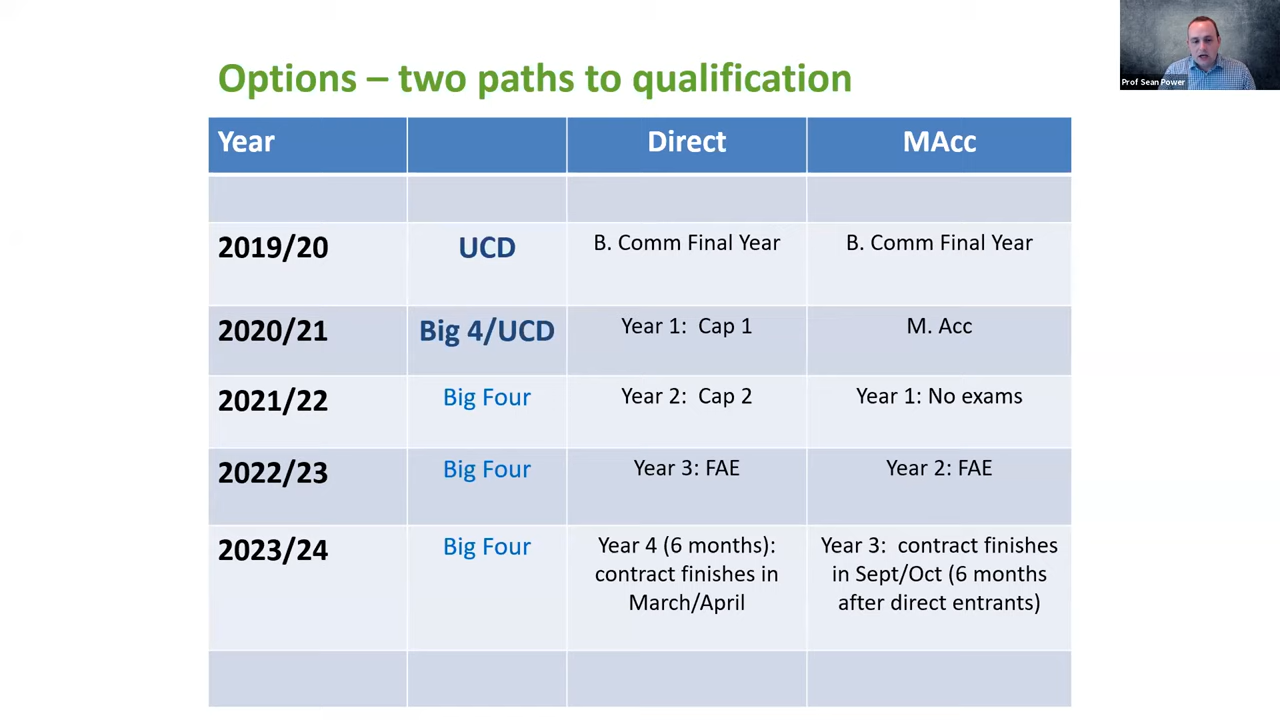 Prof Sean Power
Options – two paths to qualification
Year Direct MAcc
2019/20 UCD B. Comm Final Year B. Comm Final Year
2020/21 Big 4/UCD Year 1: Cap 1 M. Acc
2021/22 Big Four Year 2: Cap 2 Year 1: No exams
2022/23 Big Four Year 3: FAE Year 2: FAE
2023/24 Big Four
Year 4 (6 months):
contract finishes in
March/April
Year 3: contract finishes
in Sept/Oct (6 months
after direct entrants)